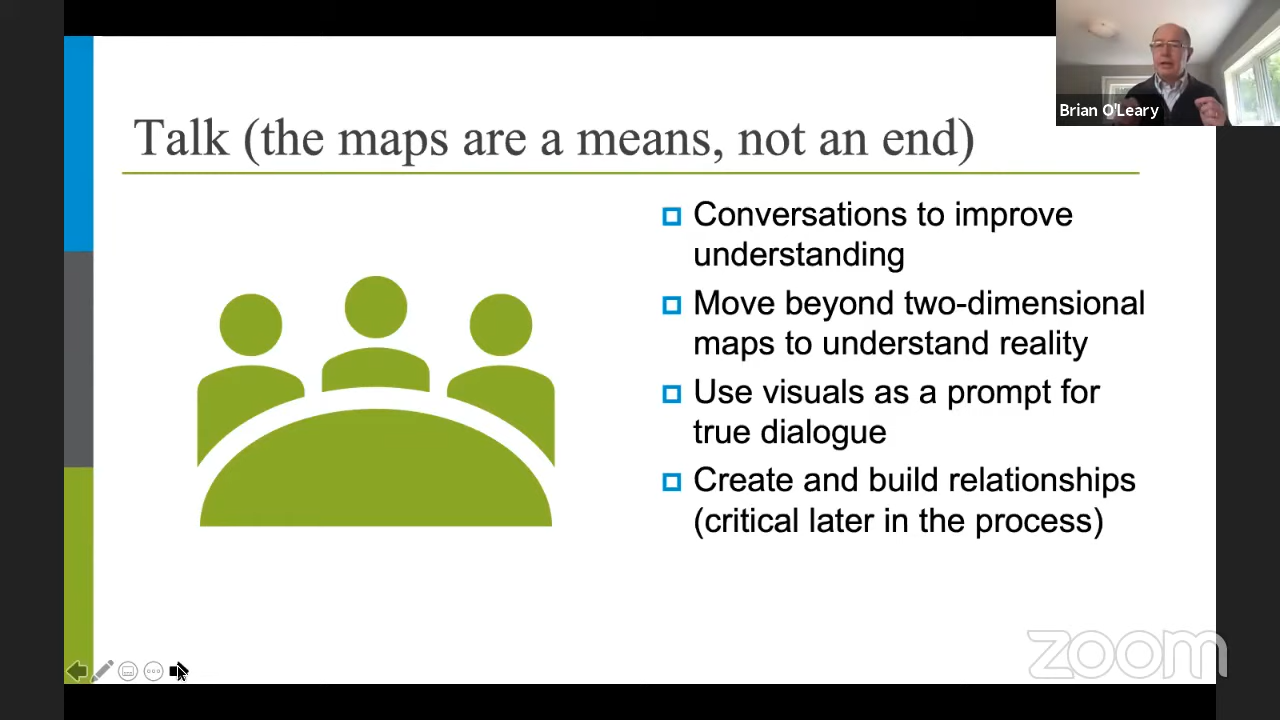 Talk (the maps are a means, not an end)
Conversations to improve
understanding
Move beyond two-dimensional
maps to understand reality
Use visuals as a prompt for
true dialogue
Create and build relationships
(critical later in the process)
Brian O'Leary
zoom